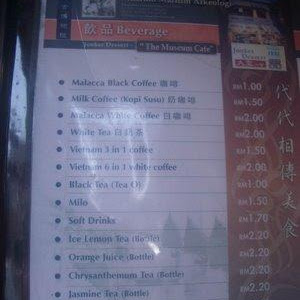 飲品 Beverage
Junker Dessert - "The Museum Cafe"
Malacca Black Coffee 咖啡 RM1.00
Milk Coffee (Kopi Susu) 奶咖啡 RM1.50
Malacca White Coffee 白咖啡 RM2.00
White Tea 白奶茶 RM2.00
Vietnam 3 in 1 coffee RM2.00
Vietnam 6 in 1 white coffee RM2.00
Black Tea (Tea O) RM1.00
Milo RM1.50
Soft Drinks RM1.70
Ice Lemon Tea (Bottle) RM2.20
Orange Juice (Bottle) RM2.20
Chrysanthemum Tea (Bottle) RM2.20
Jasmine Tea (Bottle) RM2.20
代代相傳美食